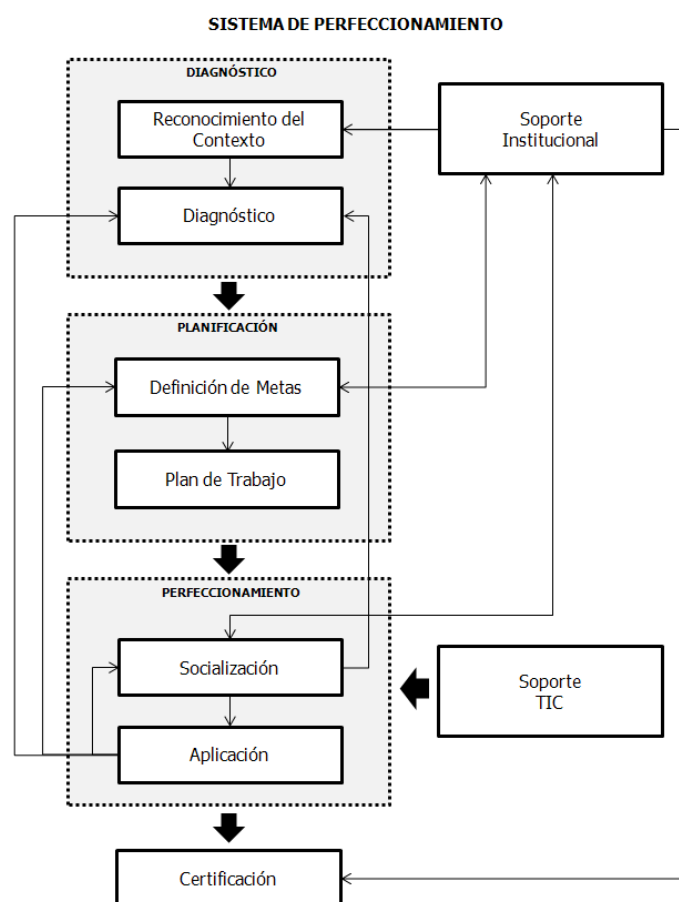 SISTEMA DE PERFECCIONAMIENTO
DIAGNÓSTICO
Reconocimiento del
Contexto
Soporte
Institucional
Diagnóstico
PLANIFICACIÓN
Definición de Metas
Plan de Trabajo
PERFECCIONAMIENTO
Socialización
Soporte
TIC
Aplicación
Certificación